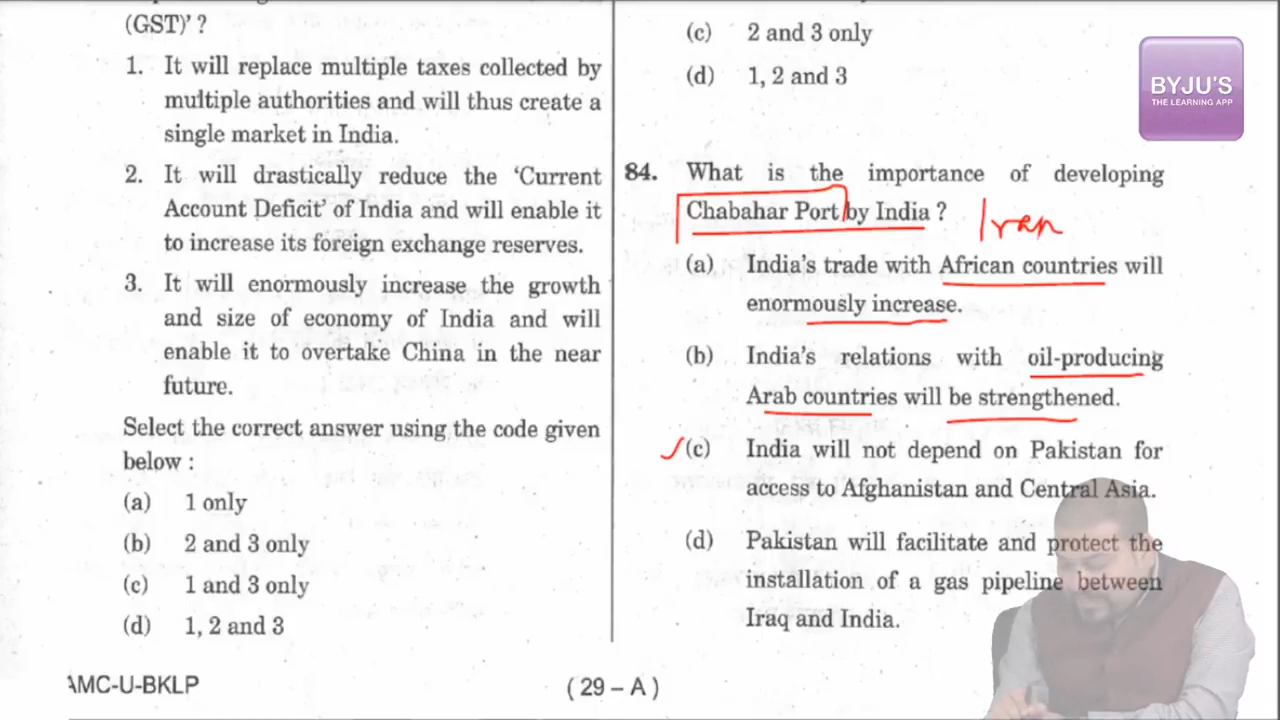 (GST)' ?
1. It will replace multiple taxes collected by
multiple authorities and will thus create a
single market in India.
2. It will drastically reduce the 'Current
Account Deficit' of India and will enable it
to increase its foreign exchange reserves.
3. It will enormously increase the growth
and size of economy of India and will
enable it to overtake China in the near
future.
Select the correct answer using the code given
below :
(a) 1 only
(b) 2 and 3 only
(c) 1 and 3 only
(d) 1, 2 and 3
AMC-U-BKLP
( 29 – A )
(c) 2 and 3 only
(d) 1, 2 and 3
84. What is the importance of developing
Chabahar Port by India ? Iran
(a) India's trade with African countries will
enormously increase.
(b) India's relations with oil-producing
Arab countries will be strengthened.
(c) India will not depend on Pakistan for
access to Afghanistan and Central Asia.
(d) Pakistan will facilitate and protect the
installation of a gas pipeline between
Iraq and India.
BYJU'S
THE LEARNING APP